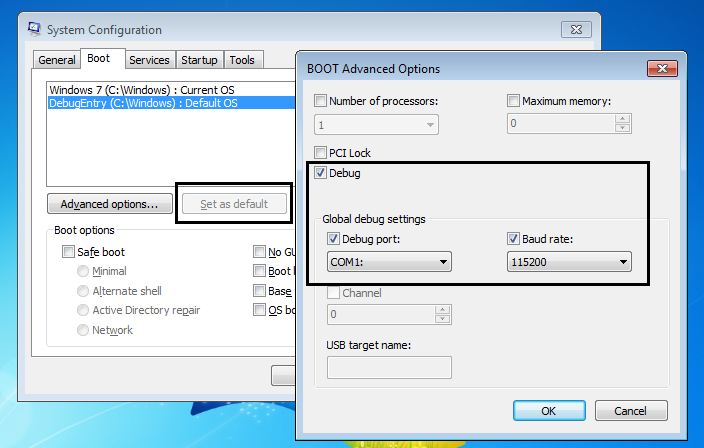 System Configuration
General
Boot
Services
Startup
Tools
Windows 7 (C:\Windows) : Current OS
DebugEntry (C:\Windows) : Default OS
Advanced options...
Set as default
Boot options
Safe boot
Minimal
Alternate shell
Active Directory repair
Network
No GU
Boot l
Base
OS bo
BOOT Advanced Options
Number of processors:
1
Maximum memory:
0
PCI Lock
Debug
Global debug settings
Debug port:
COM1:
Baud rate:
115200
Channel
0
USB target name:
OK
Cancel